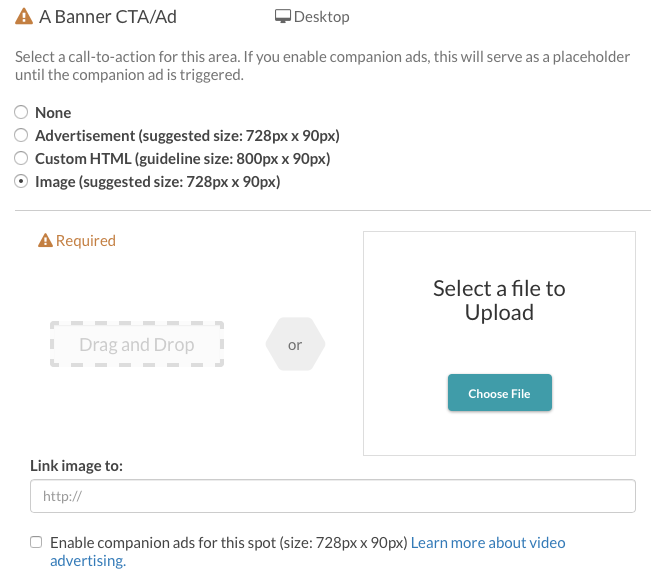 A Banner CTA/Ad
Desktop
Select a call-to-action for this area. If you enable companion ads, this will serve as a placeholder
until the companion ad is triggered.
None
Advertisement (suggested size: 728px x 90px)
Custom HTML (guideline size: 800px x 90px)
Image (suggested size: 728px x 90px)
Required
Select a file to
Upload
Drag and Drop
or
Choose File
Link image to:
http://
Enable companion ads for this spot (size: 728px x 90px) Learn more about video
advertising.